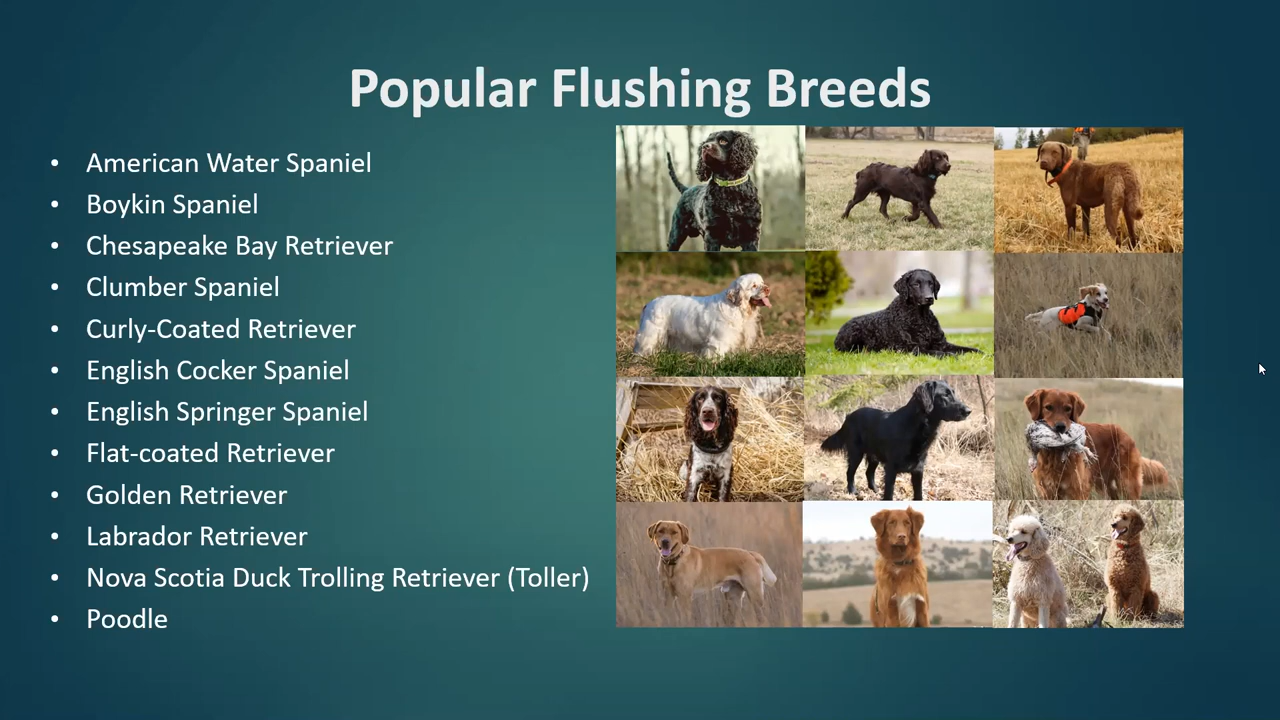 Popular Flushing Breeds
• American Water Spaniel
• Boykin Spaniel
• Chesapeake Bay Retriever
• Clumber Spaniel
• Curly-Coated Retriever
• English Cocker Spaniel
• English Springer Spaniel
• Flat-coated Retriever
• Golden Retriever
• Labrador Retriever
• Nova Scotia Duck Trolling Retriever (Toller)
• Poodle